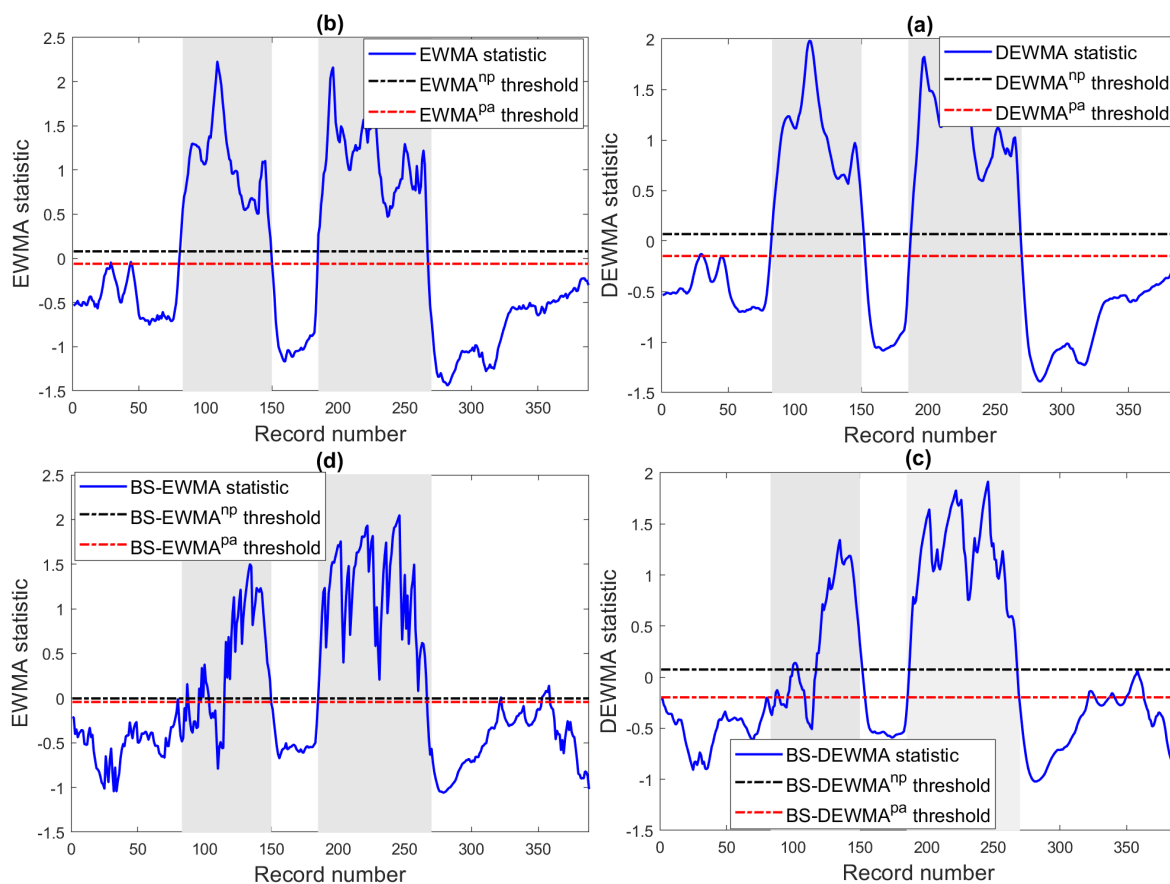 (b)
2.5
2
1.5
1
0.5
0
-0.5
-1
-1.5
EWMA statistic
EWMA statistic
EWMA^np threshold
EWMA^pa threshold
0 50 100 150 200 250 300 350
Record number
(a)
2
1.5
1
0.5
0
-0.5
-1
-1.5
DEWMA statistic
DEWMA statistic
DEWMA^np threshold
DEWMA^pa threshold
0 50 100 150 200 250 300 350
Record number
(d)
2.5
2
1.5
1
0.5
0
-0.5
-1
-1.5
EWMA statistic
BS-EWMA statistic
BS-EWMA^np threshold
BS-EWMA^pa threshold
0 50 100 150 200 250 300 350
Record number
(c)
2
1.5
1
0.5
0
-0.5
-1
-1.5
DEWMA statistic
BS-DEWMA statistic
BS-DEWMA^np threshold
BS-DEWMA^pa threshold
0 50 100 150 200 250 300 350
Record number